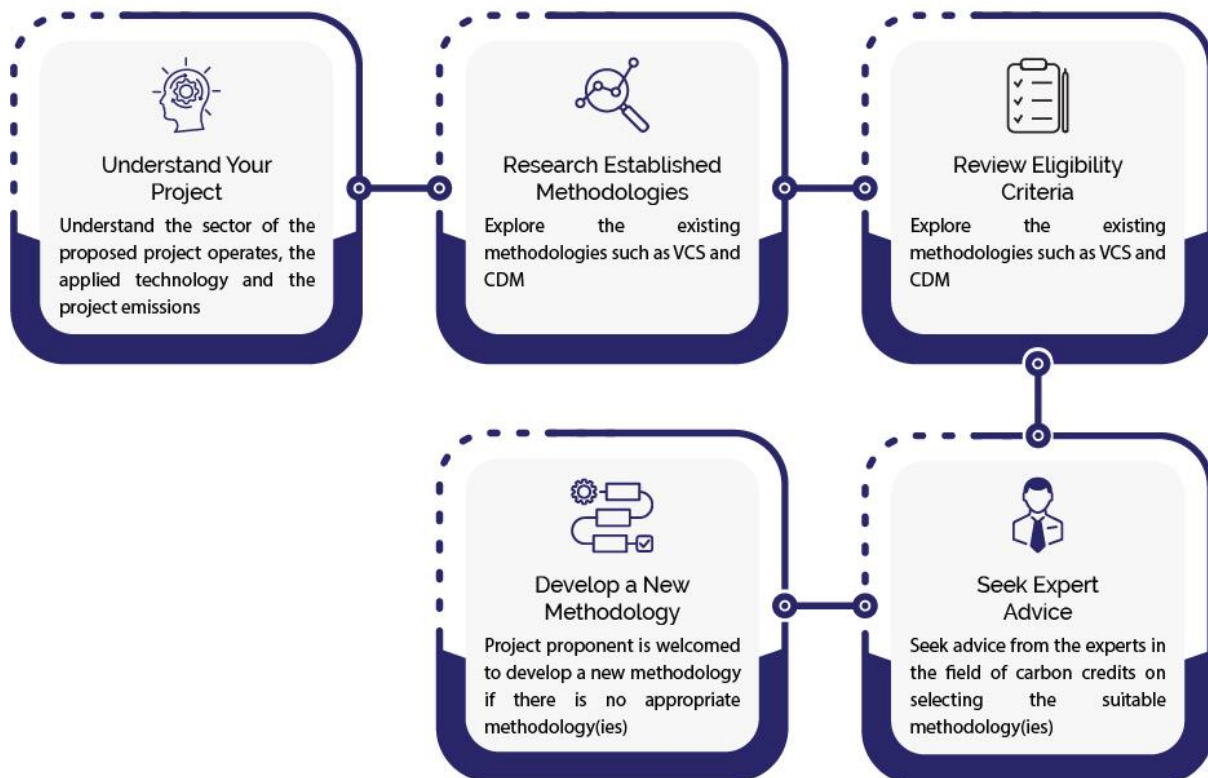 Understand Your
Project
Understand the sector of the
proposed project operates, the
applied technology and the
project emissions
Research Established
Methodologies
Explore the existing
methodologies such as VCS and
CDM
Review Eligibility
Criteria
Explore the existing
methodologies such as VCS and
CDM
Seek Expert
Advice
Seek advice from the experts in
the field of carbon credits on
selecting the suitable
methodology(ies)
Develop a New
Methodology
Project proponent is welcomed
to develop a new methodology
if there is no appropriate
methodology(ies)